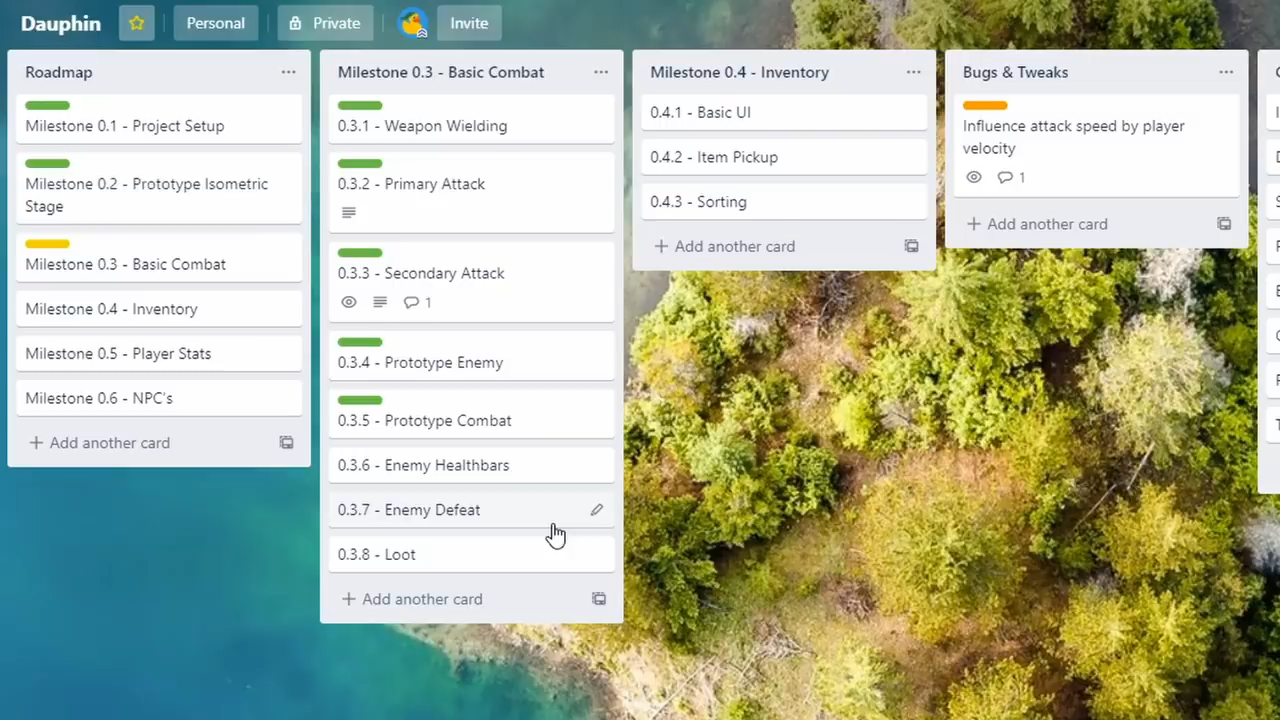 Dauphin
Personal
Private
Invite
Roadmap
Milestone 0.1 - Project Setup
Milestone 0.2 - Prototype Isometric
Stage
Milestone 0.3 - Basic Combat
Milestone 0.4 - Inventory
Milestone 0.5 - Player Stats
Milestone 0.6 - NPC's
+ Add another card
Milestone 0.3 - Basic Combat
0.3.1 - Weapon Wielding
0.3.2 - Primary Attack
0.3.3 - Secondary Attack
1
0.3.4 - Prototype Enemy
0.3.5 - Prototype Combat
0.3.6 - Enemy Healthbars
0.3.7 - Enemy Defeat
0.3.8 - Loot
+ Add another card
Milestone 0.4 - Inventory
0.4.1 - Basic UI
0.4.2 - Item Pickup
0.4.3 - Sorting
+ Add another card
Bugs & Tweaks
Influence attack speed by player
velocity
1
+ Add another card